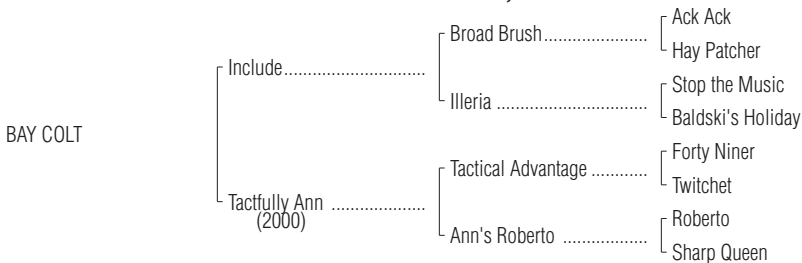 Ack Ack
Broad Brush......................
Hay Patcher
Include..............................
Stop the Music
Illeria ................................
Baldski's Holiday
BAY COLT
Forty Niner
Tactical Advantage ............
Twitchet
Tactfully Ann ....................
(2000)
Roberto
Ann's Roberto ..................
Sharp Queen